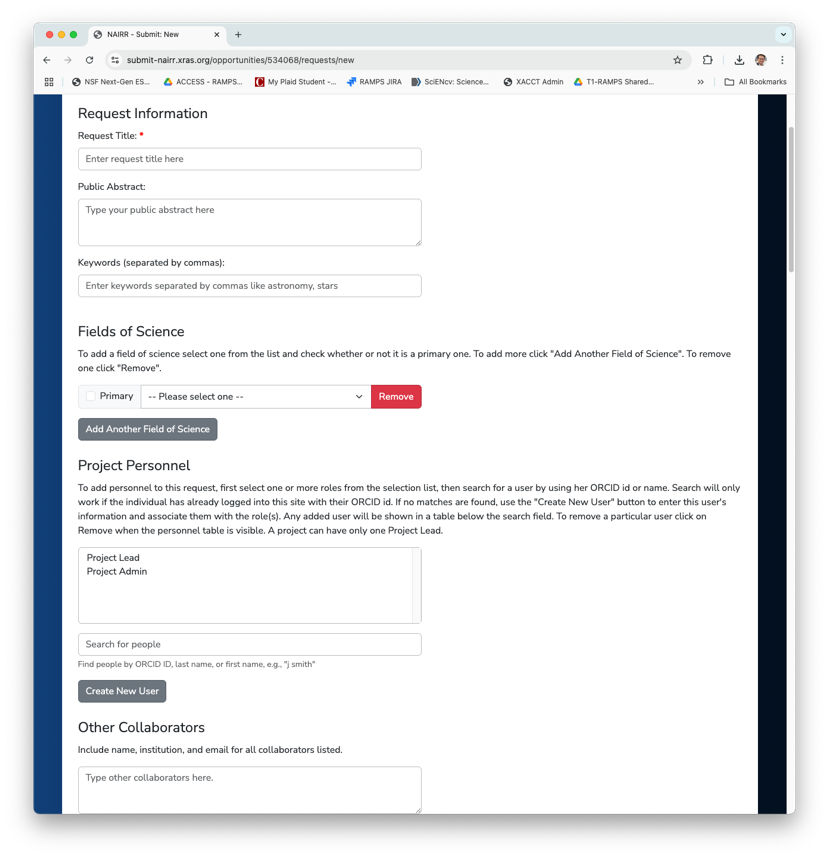 NAIRR - Submit: New
submit-nairr.xras.org/opportunities/534068/requests/new
NSF Next-Gen ES... ACCESS - RAMPS... My Plaid Student -... RAMPS JIRA SciENcv: Science... XACCT Admin T1-RAMPS Shared... » All Bookmarks
Request Information
Request Title: *
Enter request title here
Public Abstract:
Type your public abstract here
Keywords (separated by commas):
Enter keywords separated by commas like astronomy, stars
Fields of Science
To add a field of science select one from the list and check whether or not it is a primary one. To add more click "Add Another Field of Science". To remove
one click "Remove".
Primary -- Please select one -- Remove
Add Another Field of Science
Project Personnel
To add personnel to this request, first select one or more roles from the selection list, then search for a user by using her ORCID id or name. Search will only
work if the individual has already logged into this site with their ORCID id. If no matches are found, use the "Create New User" button to enter this user's
information and associate them with the role(s). Any added user will be shown in a table below the search field. To remove a particular user click on
Remove when the personnel table is visible. A project can have only one Project Lead.
Project Lead
Project Admin
Search for people
Find people by ORCID ID, last name, or first name, e.g., "j smith"
Create New User
Other Collaborators
Include name, institution, and email for all collaborators listed.
Type other collaborators here.